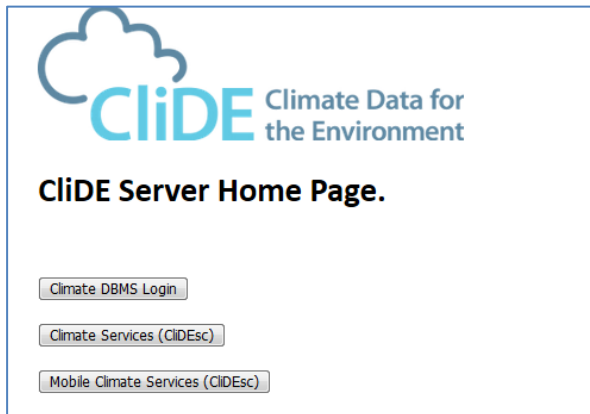 CliDE Climate Data for
the Environment
CliDE Server Home Page.
Climate DBMS Login
Climate Services (CliDEsc)
Mobile Climate Services (CliDEsc)